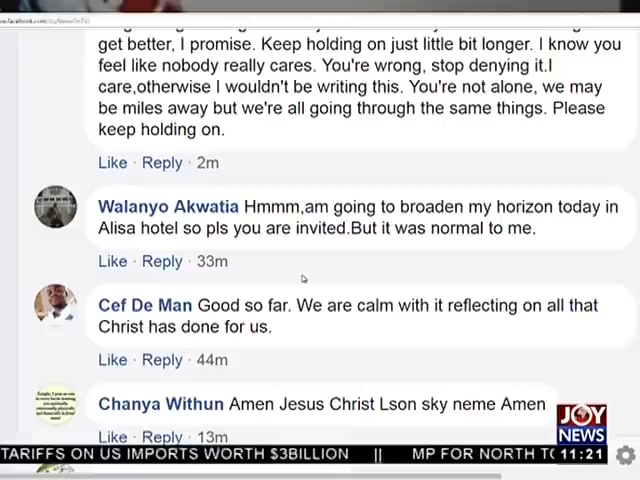 get better, I promise. Keep holding on just little bit longer. I know you
feel like nobody really cares. You're wrong, stop denying it.I
care,otherwise I wouldn't be writing this. You're not alone, we may
be miles away but we're all going through the same things. Please
keep holding on.
Like · Reply · 2m
Walanyo Akwatia Hmmm,am going to broaden my horizon today in
Alisa hotel so pls you are invited.But it was normal to me.
Like · Reply · 33m
Cef De Man Good so far. We are calm with it reflecting on all that
Christ has done for us.
Like · Reply · 44m
Chanya Withun Amen Jesus Christ Lson sky neme Amen
Like · Reply · 13m
JOY
NEWS
TARIFFS ON US IMPORTS WORTH $3BILLION || MP FOR NORTH 11:21